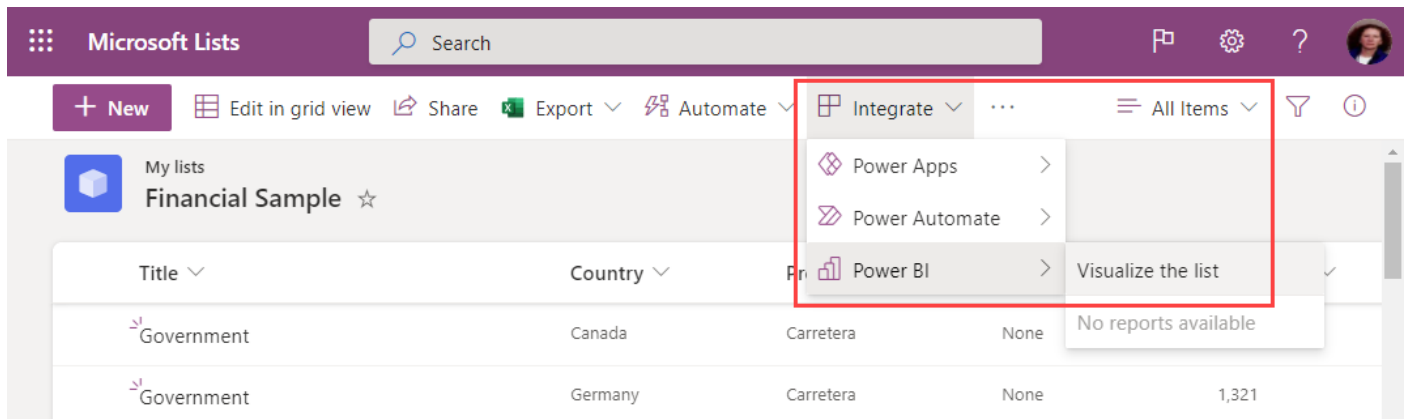 Microsoft Lists Search ?
+ New Edit in grid view Share Export Automate Integrate ... All Items
My lists
Financial Sample
Power Apps
Power Automate
Power BI
Visualize the list
No reports available
Title Country
Government Canada Carretera None
Government Germany Carretera None 1,321